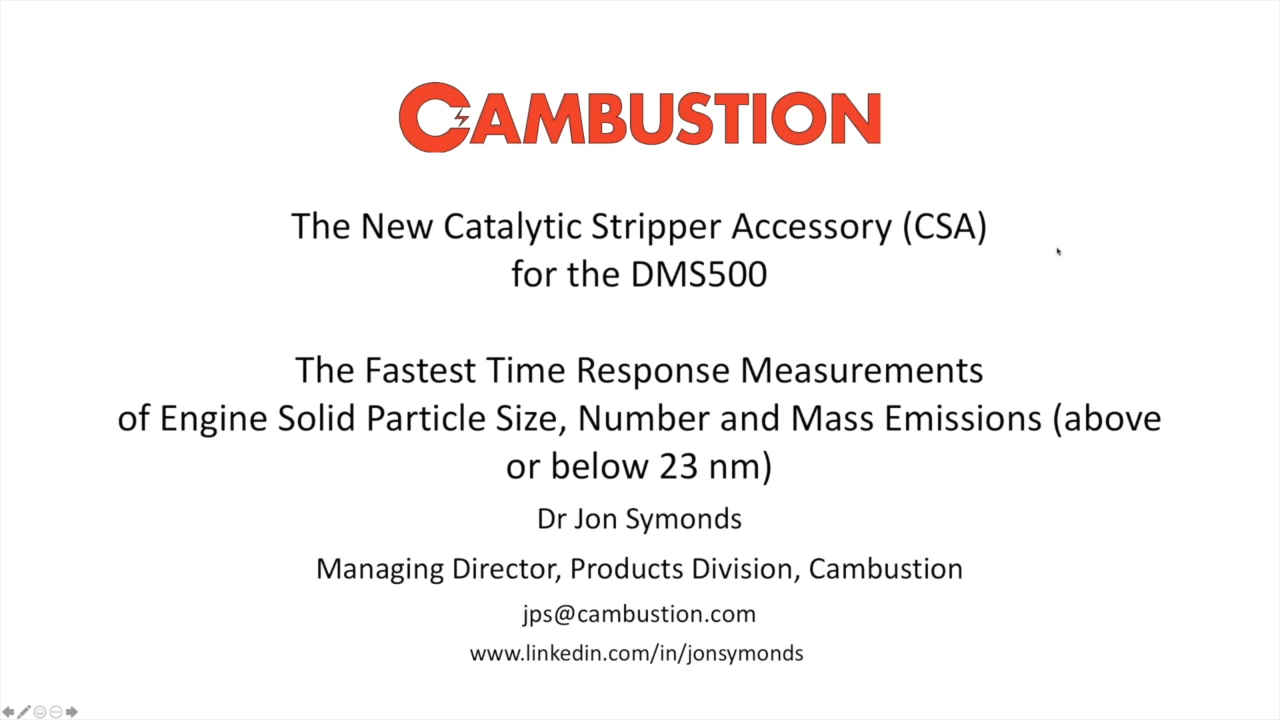 CAMBUSTION
The New Catalytic Stripper Accessory (CSA)
for the DMS500
The Fastest Time Response Measurements
of Engine Solid Particle Size, Number and Mass Emissions (above
or below 23 nm)
Dr Jon Symonds
Managing Director, Products Division, Cambustion
jps@cambustion.com
www.linkedin.com/in/jonsymonds